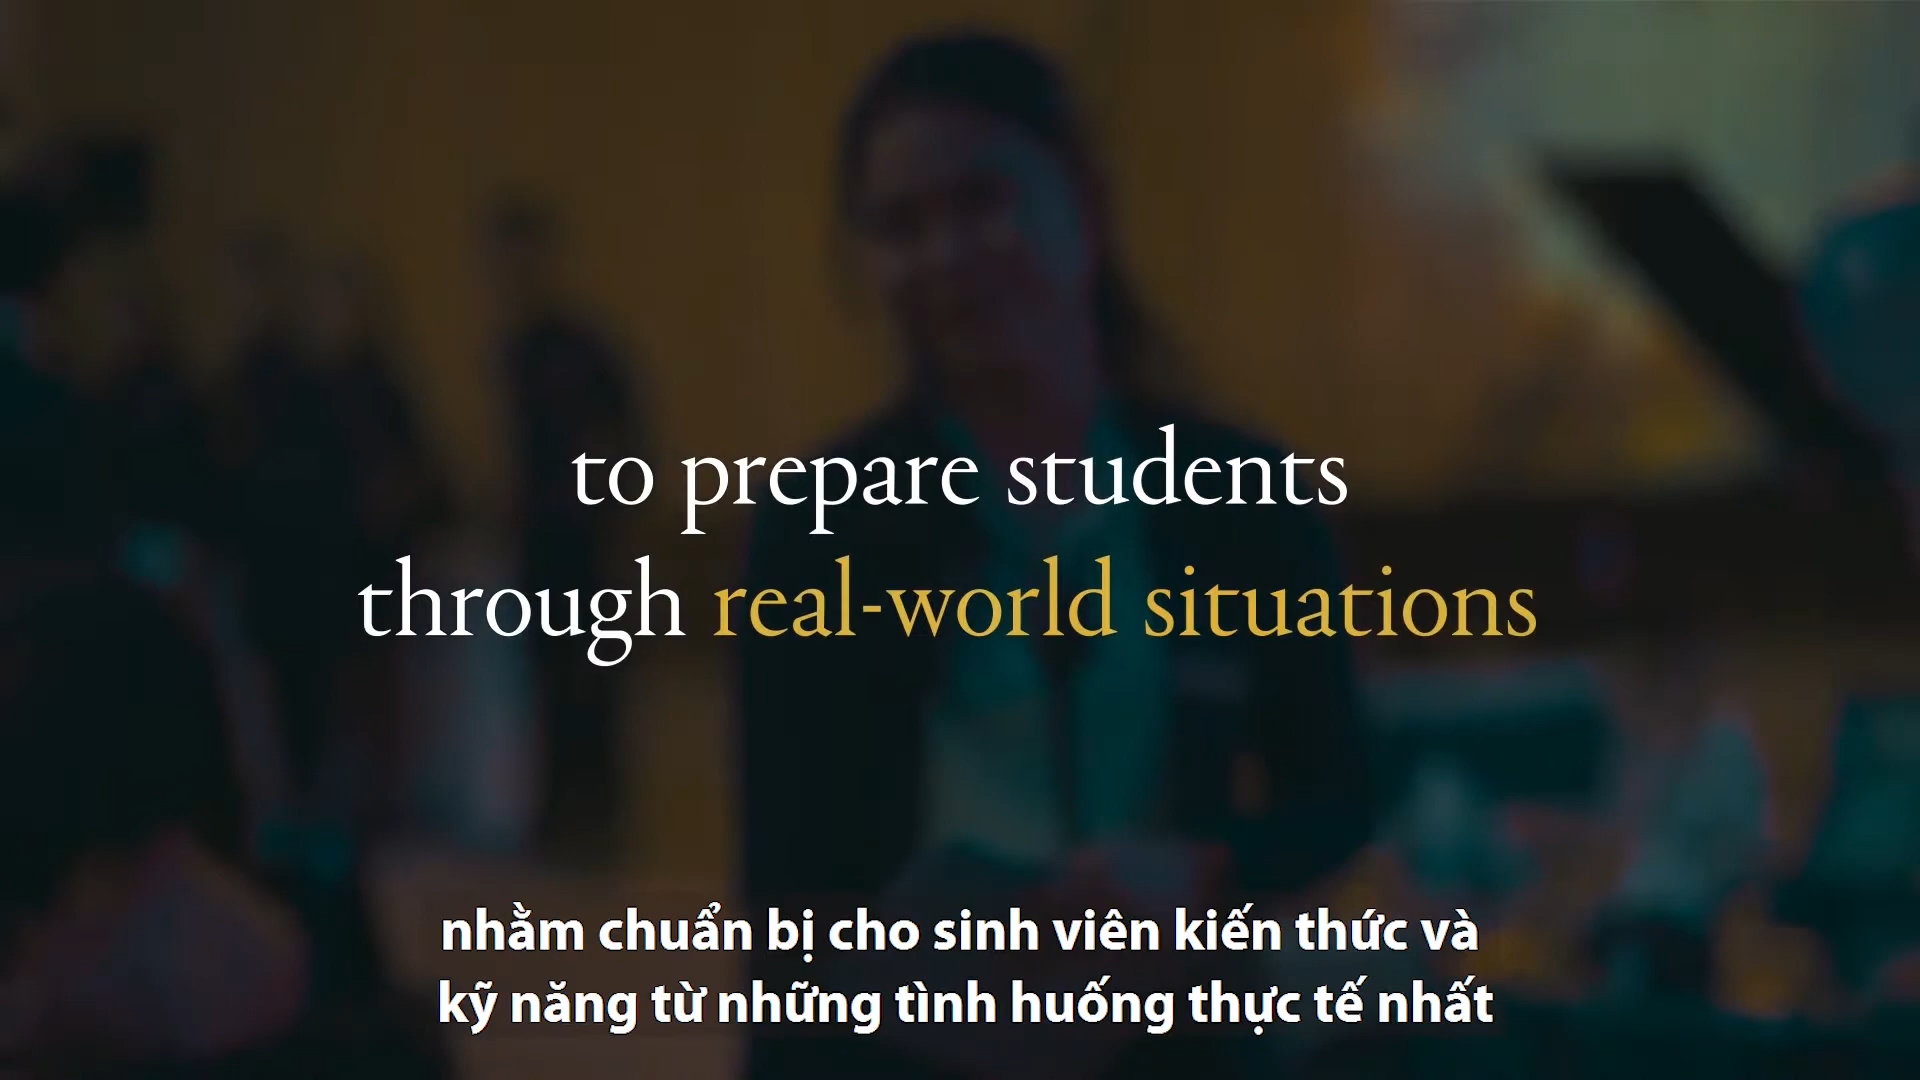 to prepare students
through real-world situations
nhằm chuẩn bị cho sinh viên kiến thức và
kỹ năng từ những tình huống thực tế nhất